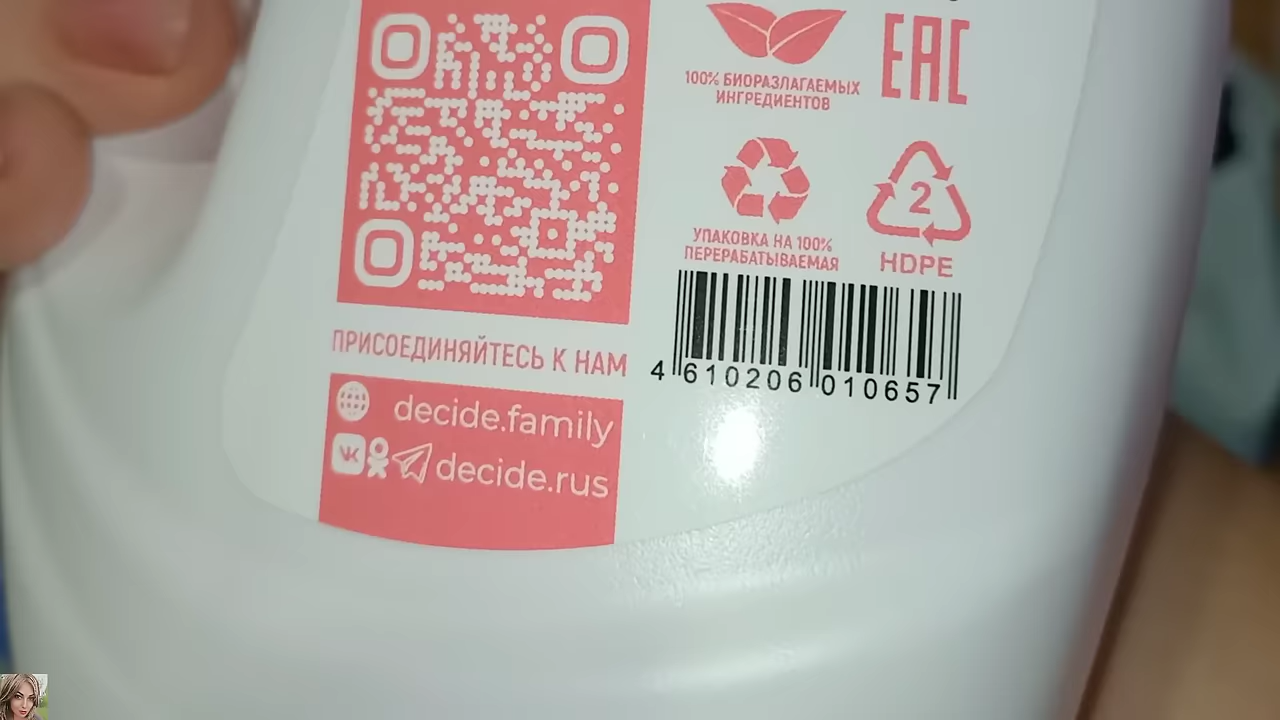 100% БИОРАЗЛАГАЕМЫХ
ИНГРЕДИЕНТОВ
EAC
УПАКОВКА НА 100%
ПЕРЕРАБАТЫВАЕМАЯ
2
HDPE
4 610206 010657
ПРИСОЕДИНЯЙТЕСЬ К НАМ
decide.family
decide.rus